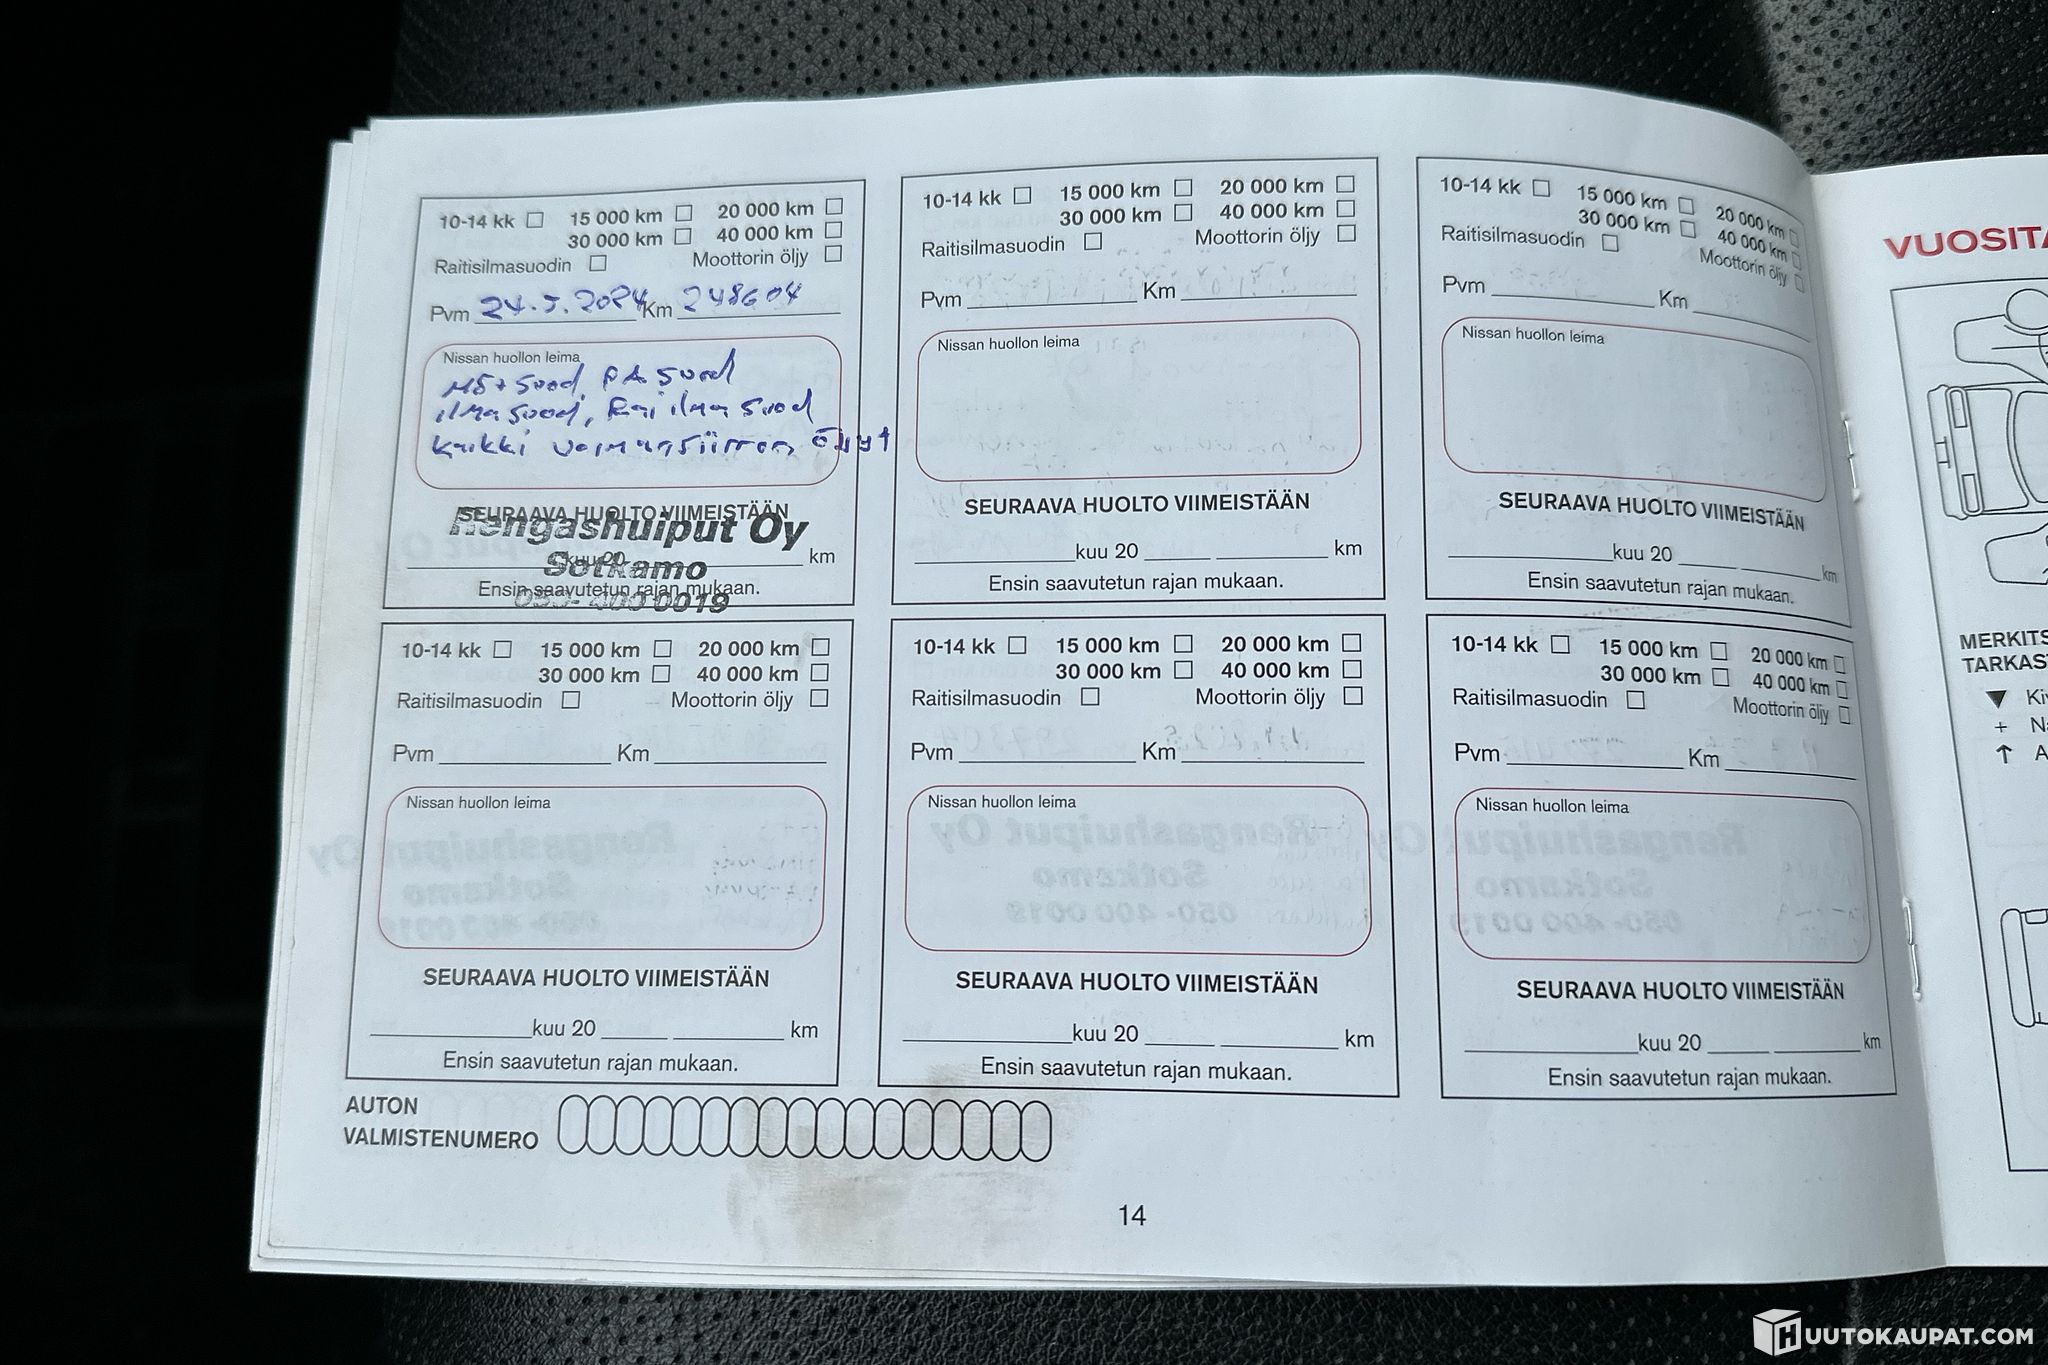 10-14 kk 15 000 km 20 000 km
30 000 km 40 000 km
Raitisilmasuodin Moottorin öljy
Pvm 24.5.2024 Km 248604
Nissan huollon leima
MÖ+suod, PA suod
ilmasuod, Rai ilma suod
Kaikki voimansiirron öljyt
SEURAAVA HUOLTO VIIMEISTÄÄN
Rengashuiput Oy
kuu 20 km
Sotkamo
Ensin saavutetun rajan mukaan.
050-400 0019
10-14 kk 15 000 km 20 000 km
30 000 km 40 000 km
Raitisilmasuodin Moottorin öljy
Pvm Km
Nissan huollon leima
SEURAAVA HUOLTO VIIMEISTÄÄN
kuu 20 km
Ensin saavutetun rajan mukaan.
10-14 kk 15 000 km 20 000 km
30 000 km 40 000 km
Raitisilmasuodin Moottorin öljy
Pvm Km
Nissan huollon leima
SEURAAVA HUOLTO VIIMEISTÄÄN
kuu 20 km
Ensin saavutetun rajan mukaan.
10-14 kk 15 000 km 20 000 km
30 000 km 40 000 km
Raitisilmasuodin Moottorin öljy
Pvm Km
Nissan huollon leima
SEURAAVA HUOLTO VIIMEISTÄÄN
kuu 20 km
Ensin saavutetun rajan mukaan.
10-14 kk 15 000 km 20 000 km
30 000 km 40 000 km
Raitisilmasuodin Moottorin öljy
Pvm Km
Nissan huollon leima
SEURAAVA HUOLTO VIIMEISTÄÄN
kuu 20 km
Ensin saavutetun rajan mukaan.
10-14 kk 15 000 km 20 000 km
30 000 km 40 000 km
Raitisilmasuodin Moottorin öljy
Pvm Km
Nissan huollon leima
SEURAAVA HUOLTO VIIMEISTÄÄN
kuu 20 km
Ensin saavutetun rajan mukaan.
AUTON
VALMISTENUMERO
14
VUOSITA
MERKITS
TARKAS
▼ Ki
+ Na
↑ A
HUUTOKAUPAT.COM